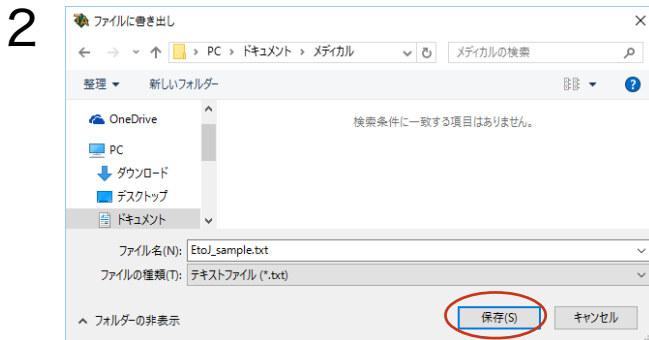 2
ファイルに書き出し
PC › ドキュメント › メディカル
メディカルの検索
整理 新しいフォルダー
OneDrive
検索条件に一致する項目はありません。
PC
ダウンロード
デスクトップ
ドキュメント
ファイル名(N): EtoJ_sample.txt
ファイルの種類(T): テキストファイル (*.txt)
フォルダーの非表示
保存(S)
キャンセル